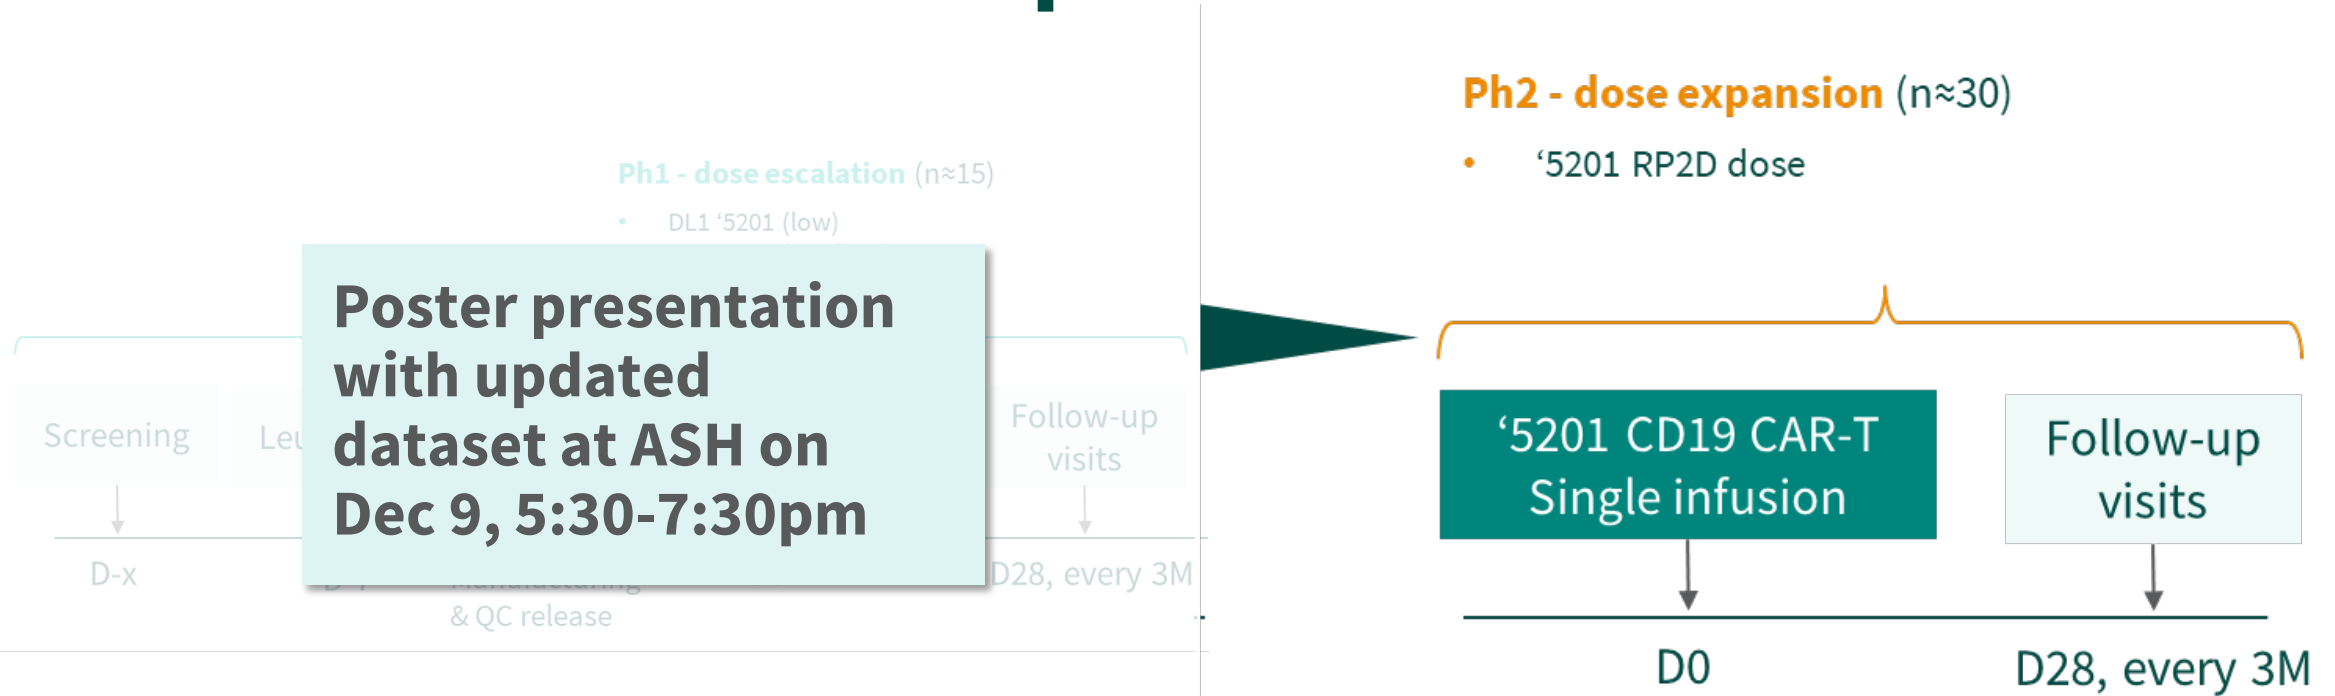 Ph1 - dose escalation (n≈15)
• DL1 ‘5201 (low)
Poster presentation
with updated
dataset at ASH on
Dec 9, 5:30-7:30pm
Screening
Follow-up
visits
D-x
Manufacturing
& QC release
D28, every 3M
Ph2 - dose expansion (n≈30)
• ‘5201 RP2D dose
‘5201 CD19 CAR-T
Single infusion
Follow-up
visits
D0
D28, every 3M